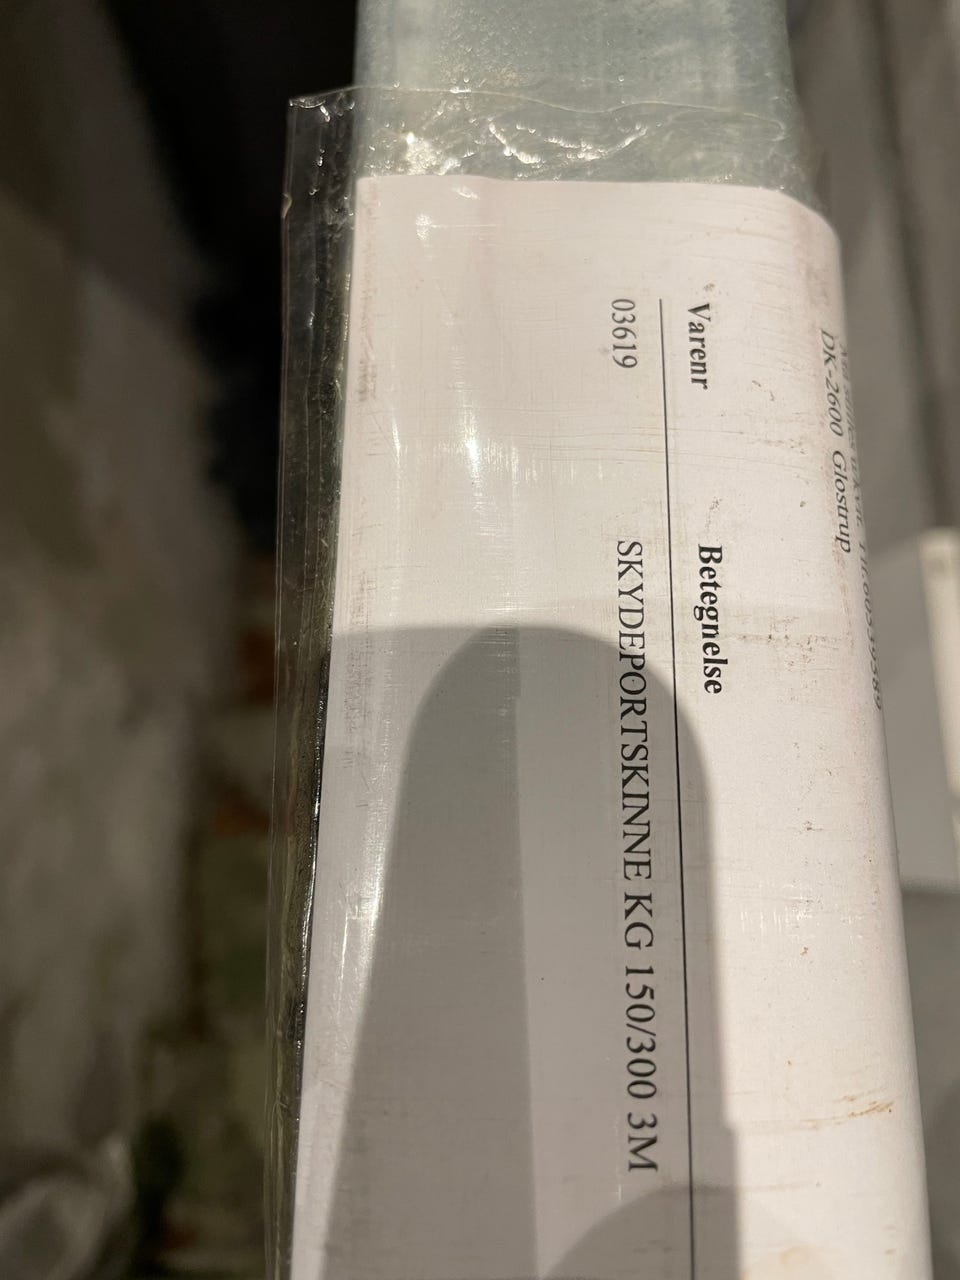 DK-2600 Glostrup
Varenr Betegnelse
03619 SKYDEPORTSKINNE KG 150/300 3M